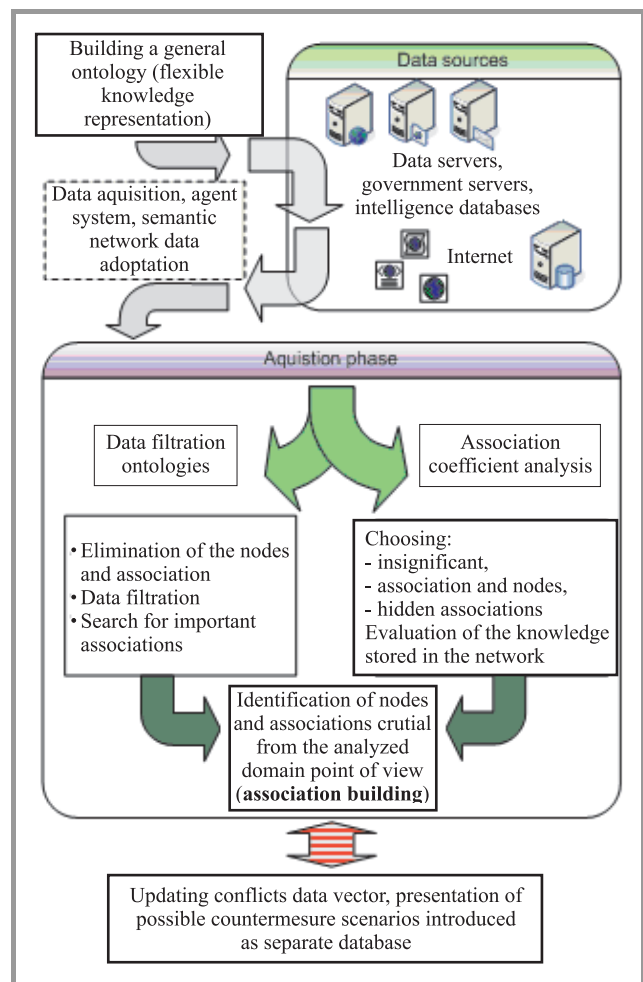 Building a general
ontology (flexible
knowledge
representation)
Data sources
Data servers,
government servers,
intelligence databases
Internet
Data aquisition, agent
system, semantic
network data
adoptation
Aquistion phase
Data filtration
ontologies
Association
coefficient analysis
• Elimination of the nodes
and association
• Data filtration
• Search for important
associations
Choosing:
- insignificant,
- association and nodes,
- hidden associations
Evaluation of the knowledge
stored in the network
Identification of nodes
and associations crutial
from the analyzed
domain point of view
(association building)
Updating conflicts data vector, presentation of
possible countermesure scenarios introduced
as separate database